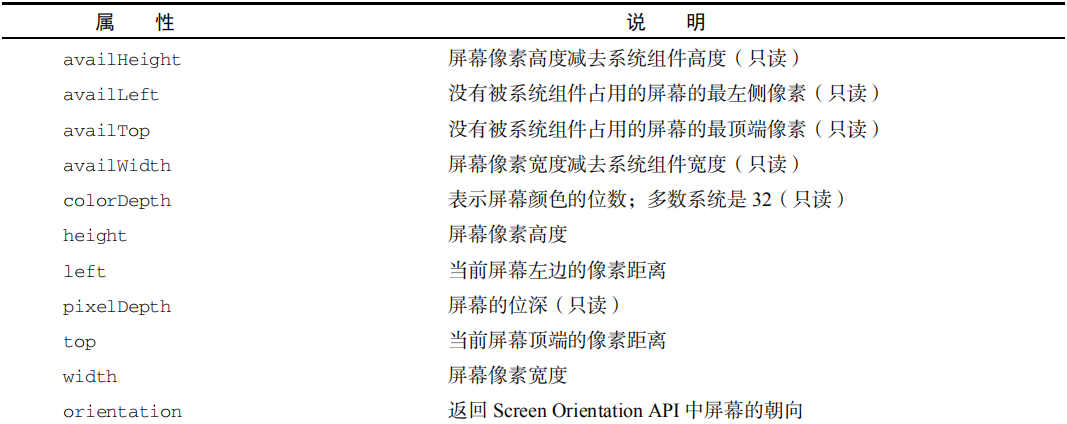 属 性 说 明
availHeight 屏幕像素高度减去系统组件高度（只读）
availLeft 没有被系统组件占用的屏幕的最左侧像素（只读）
availTop 没有被系统组件占用的屏幕的最顶端像素（只读）
availWidth 屏幕像素宽度减去系统组件宽度（只读）
colorDepth 表示屏幕颜色的位数；多数系统是 32（只读）
height 屏幕像素高度
left 当前屏幕左边的像素距离
pixelDepth 屏幕的位深（只读）
top 当前屏幕顶端的像素距离
width 屏幕像素宽度
orientation 返回 Screen Orientation API 中屏幕的朝向